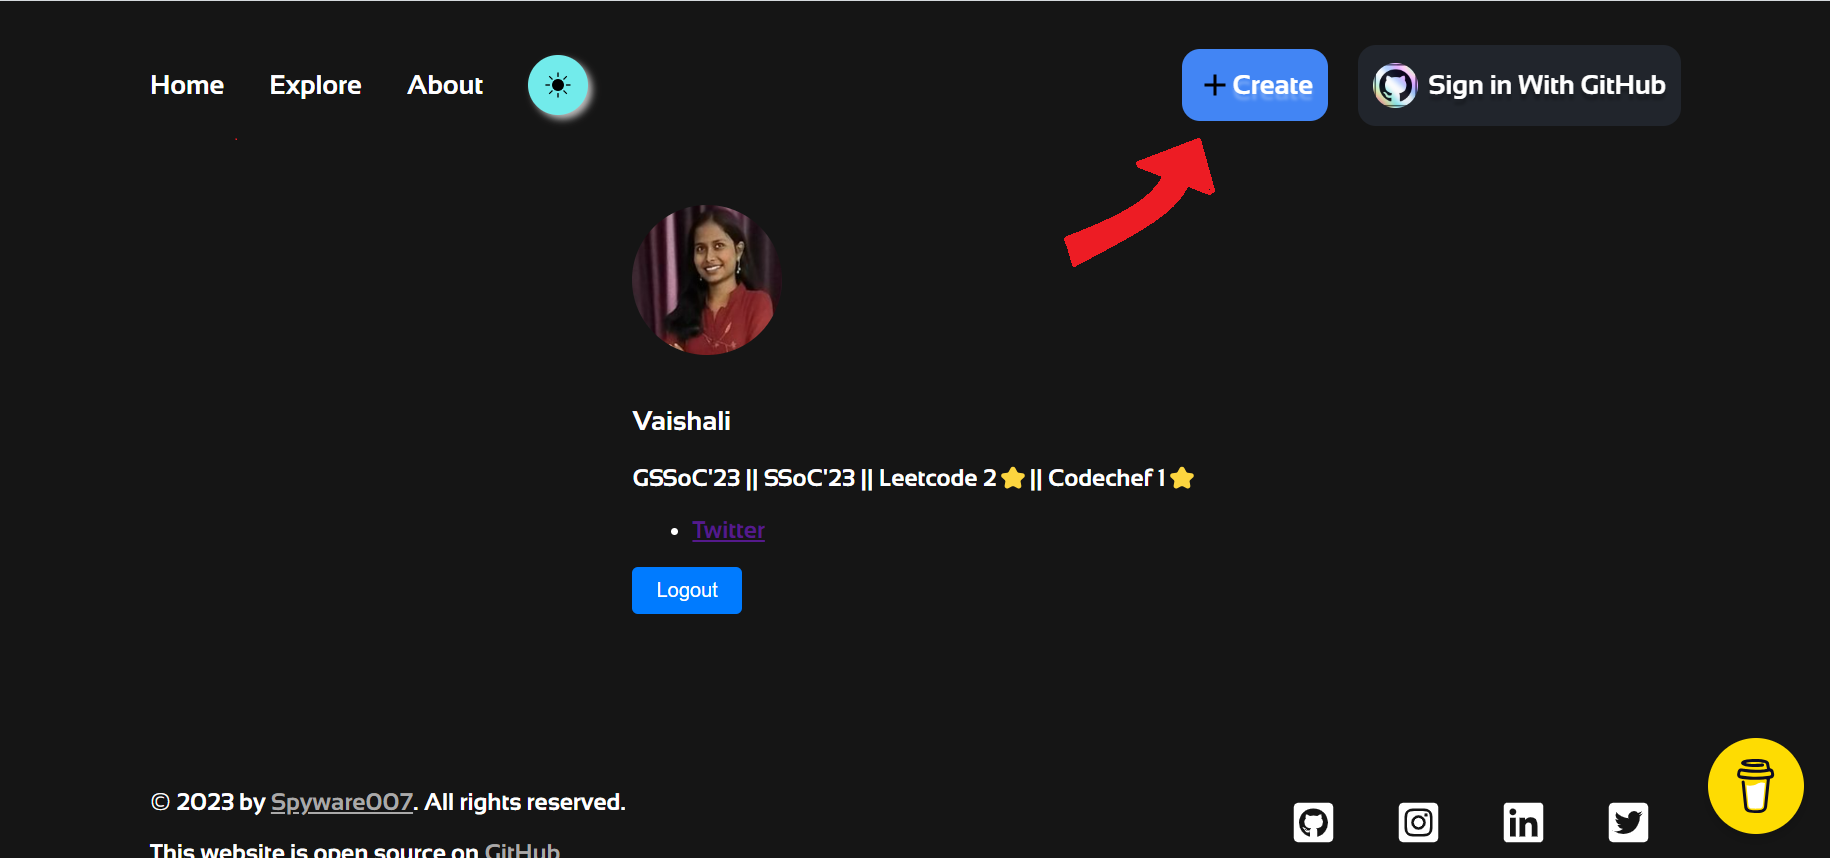 Home Explore About + Create Sign in With GitHub
Vaishali
GSSoC'23 || SSoC'23 || Leetcode 2⭐ || Codechef 1⭐
• Twitter
Logout
© 2023 by Spyware007. All rights reserved.
This website is open source on GitHub
in